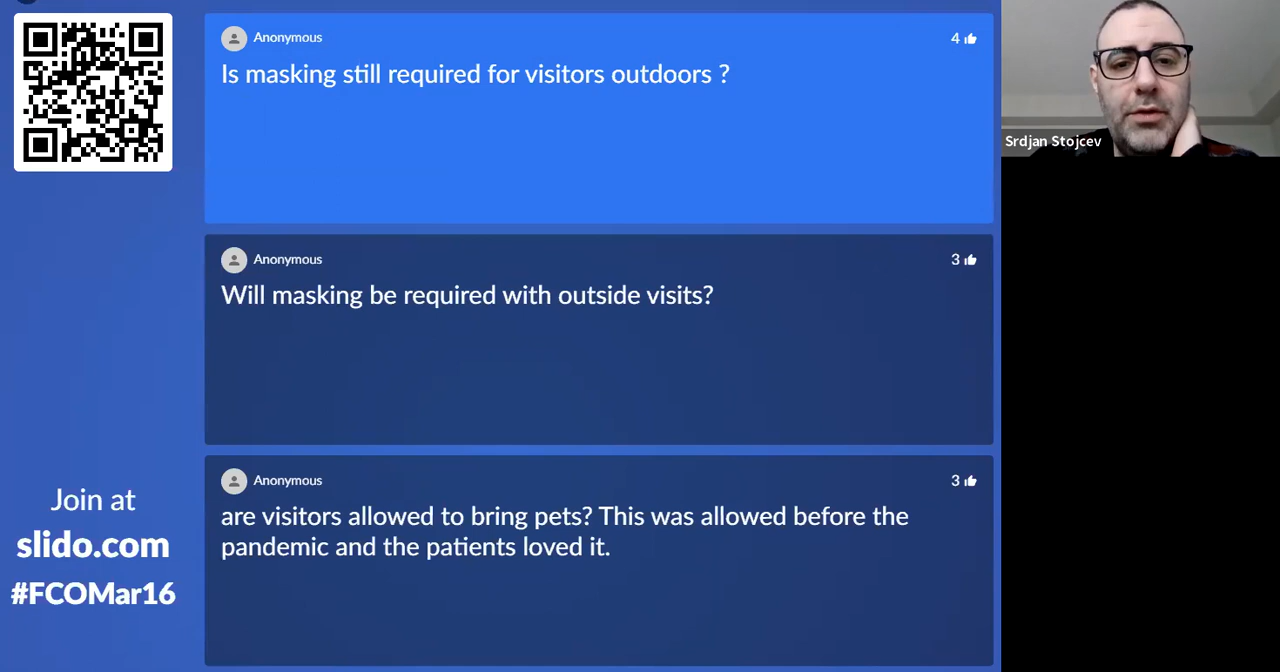 Anonymous
4
Is masking still required for visitors outdoors ?
Anonymous
3
Will masking be required with outside visits?
Anonymous
3
are visitors allowed to bring pets? This was allowed before the
pandemic and the patients loved it.
Join at
slido.com
#FCOMar16
Srdjan Stojcev